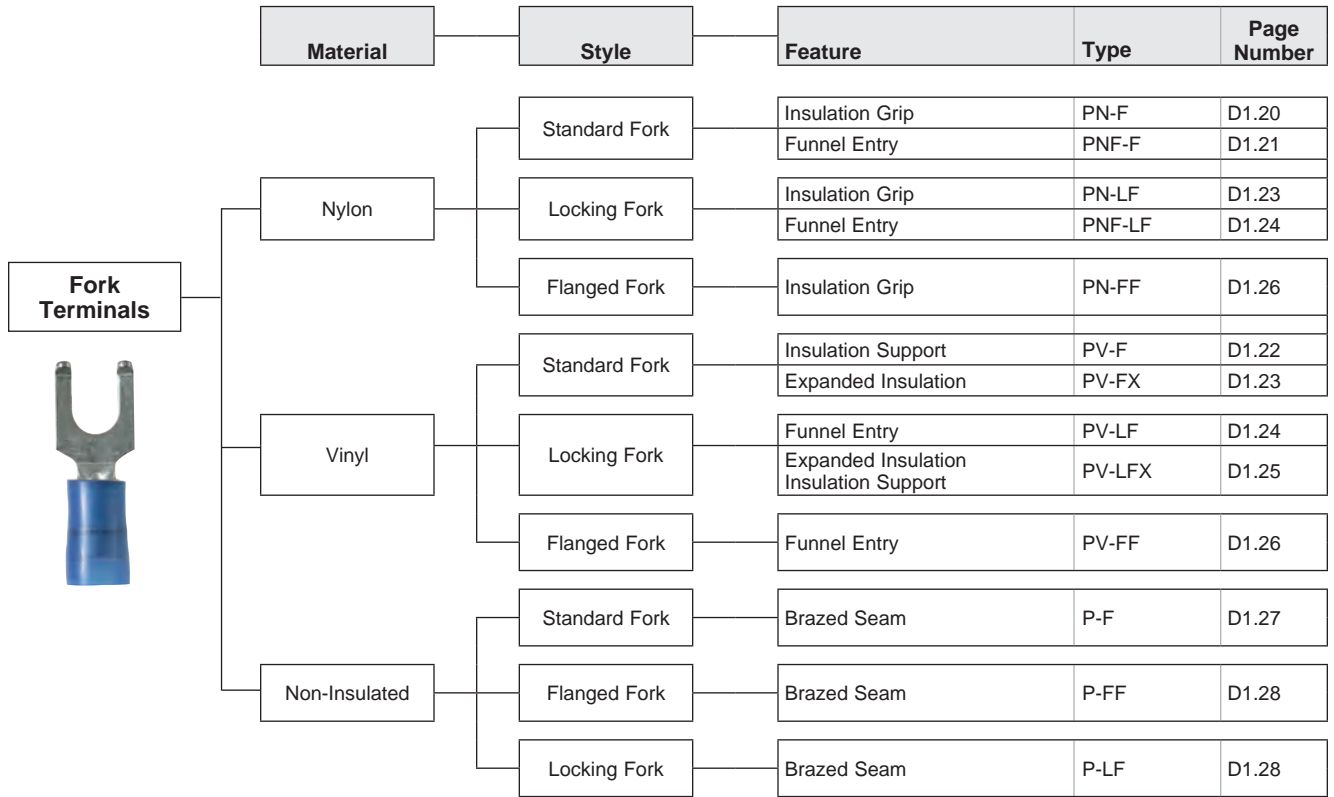 Material Style Feature Type Page Number
Standard Fork
Insulation Grip PN-F D1.20
Funnel Entry PNF-F D1.21
Nylon
Locking Fork
Insulation Grip PN-LF D1.23
Funnel Entry PNF-LF D1.24
Fork
Terminals
Flanged Fork Insulation Grip PN-FF D1.26
Standard Fork
Insulation Support PV-F D1.22
Expanded Insulation PV-FX D1.23
Vinyl
Locking Fork
Funnel Entry PV-LF D1.24
Expanded Insulation
Insulation Support PV-LFX D1.25
Flanged Fork Funnel Entry PV-FF D1.26
Standard Fork Brazed Seam P-F D1.27
Non-Insulated Flanged Fork Brazed Seam P-FF D1.28
Locking Fork Brazed Seam P-LF D1.28